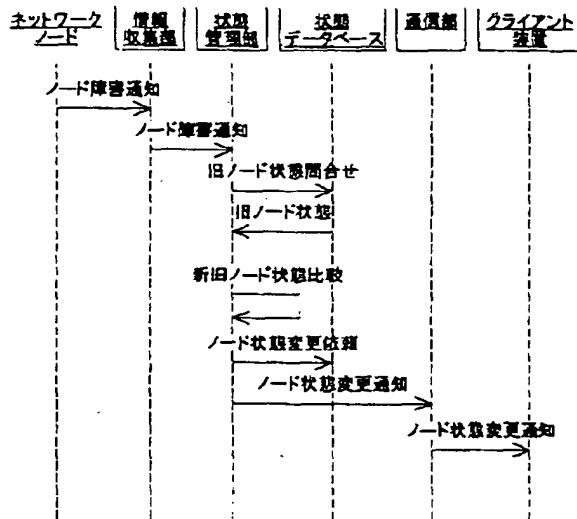 ネットワーク
ノード
情報
収集部
状態
管理部
状態
データベース
通信部
クライアント
装置
ノード障害通知
ノード障害通知
旧ノード状態問合せ
旧ノード状態
新旧ノード状態比較
ノード状態変更依頼
ノード状態変更通知
ノード状態変更通知